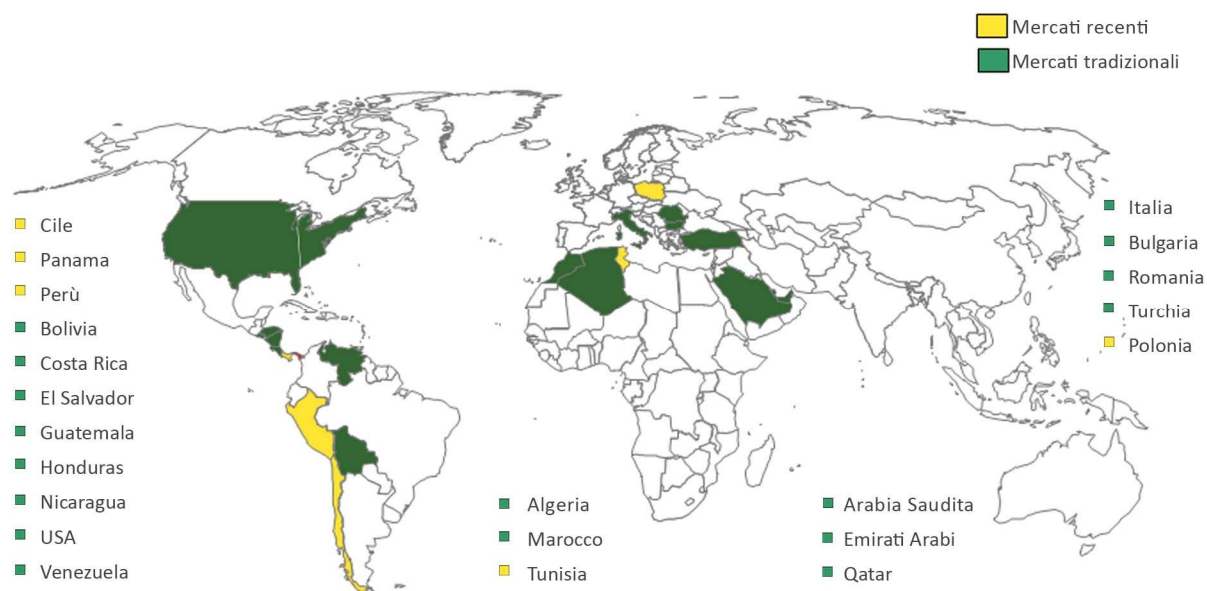 Mercati recenti
Mercati tradizionali
Cile
Panama
Perù
Bolivia
Costa Rica
El Salvador
Guatemala
Honduras
Nicaragua
USA
Venezuela
Algeria
Marocco
Tunisia
Arabia Saudita
Emirati Arabi
Qatar
Italia
Bulgaria
Romania
Turchia
Polonia